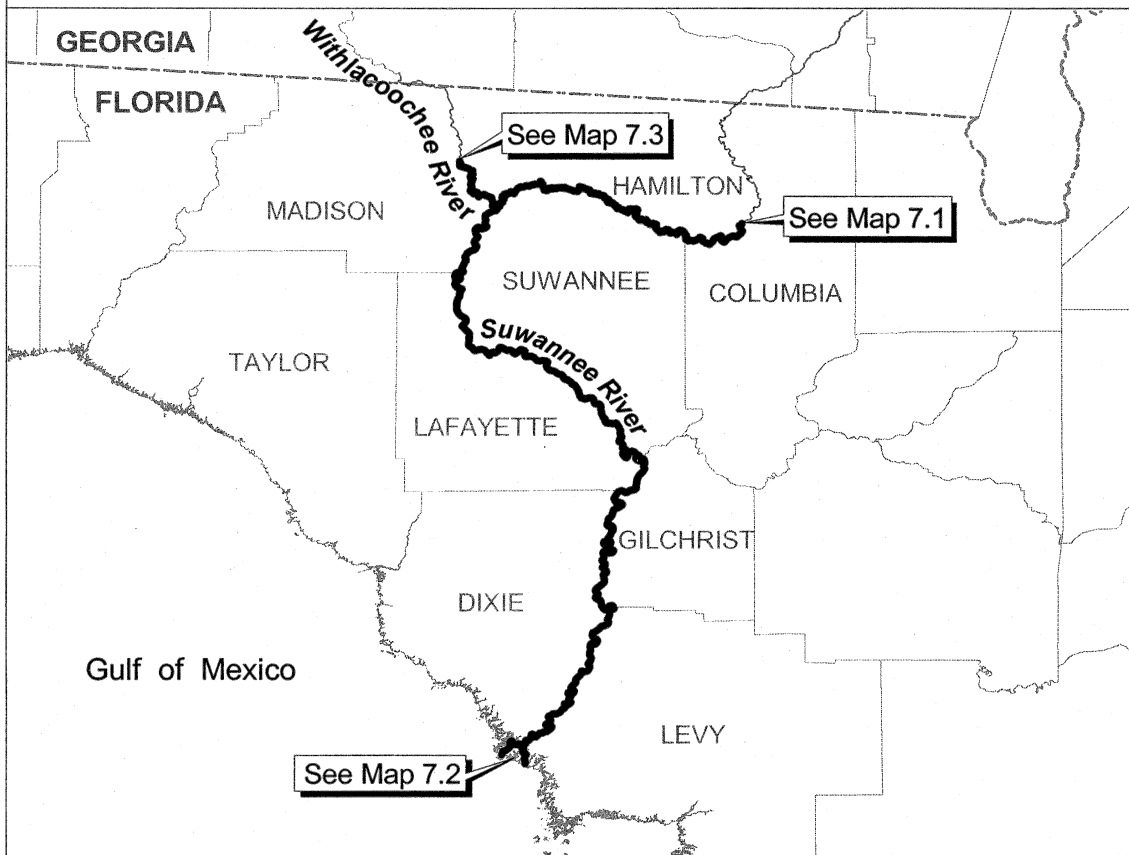 GEORGIA
FLORIDA
Withlacoochee River
See Map 7.3
HAMILTON
MADISON
See Map 7.1
SUWANNEE
COLUMBIA
Suwannee River
TAYLOR
LAFAYETTE
GILCHRIST
DIXIE
Gulf of Mexico
LEVY
See Map 7.2